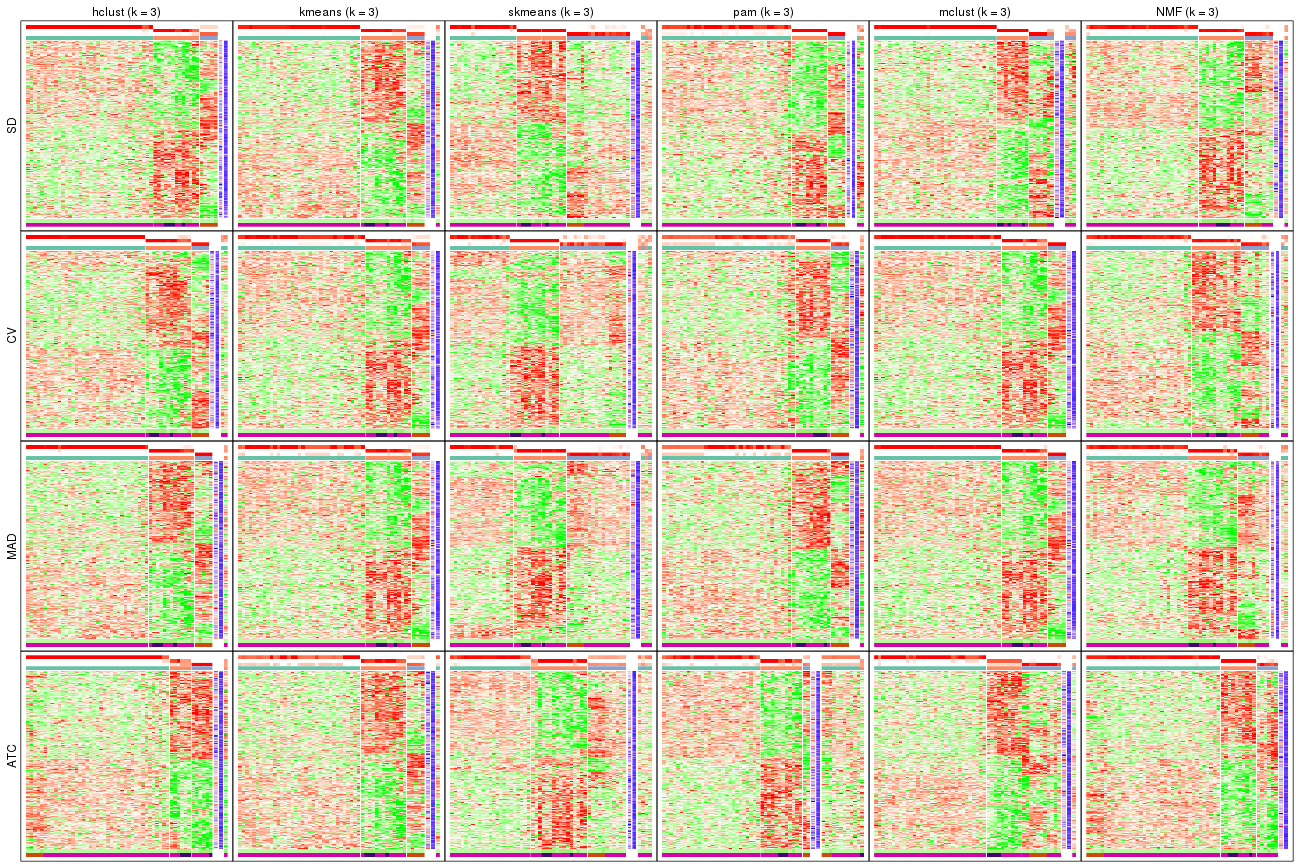 hclust (k = 3) kmeans (k = 3) skmeans (k = 3) pam (k = 3) mclust (k = 3) NMF (k = 3)
SD
CV
MAD
ATC